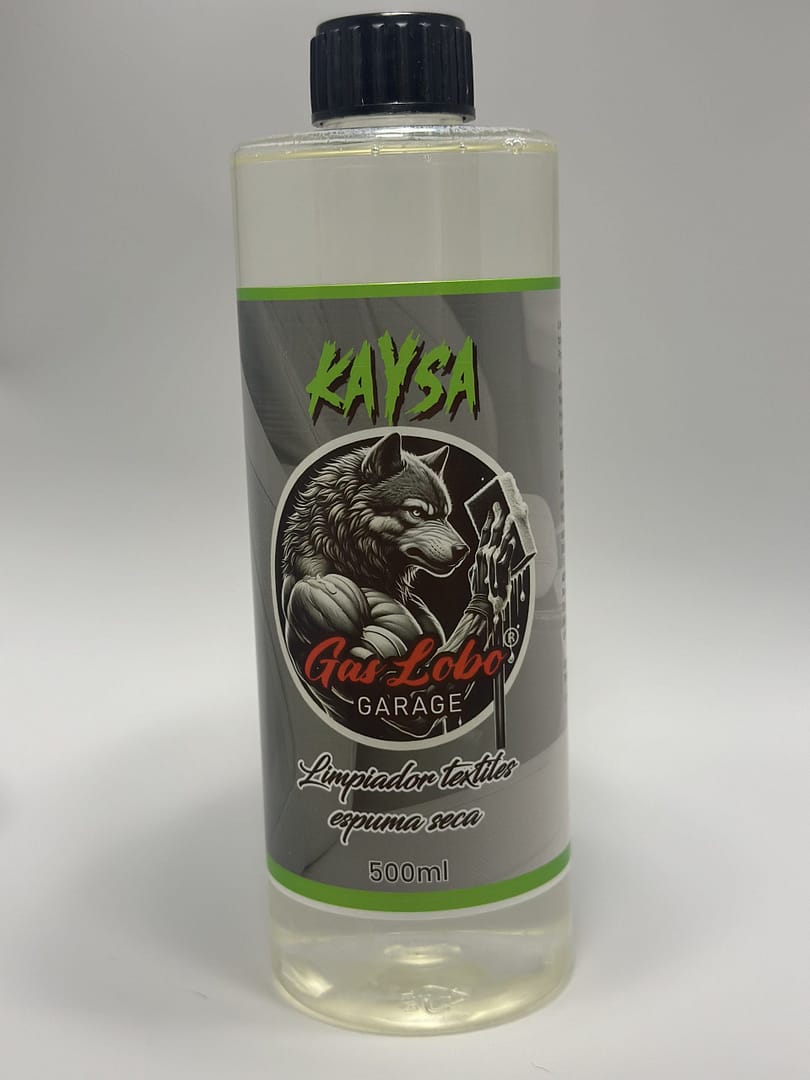 KAYSA
Gas Lobo®
GARAGE
Limpiador textiles
espuma seca
500ml